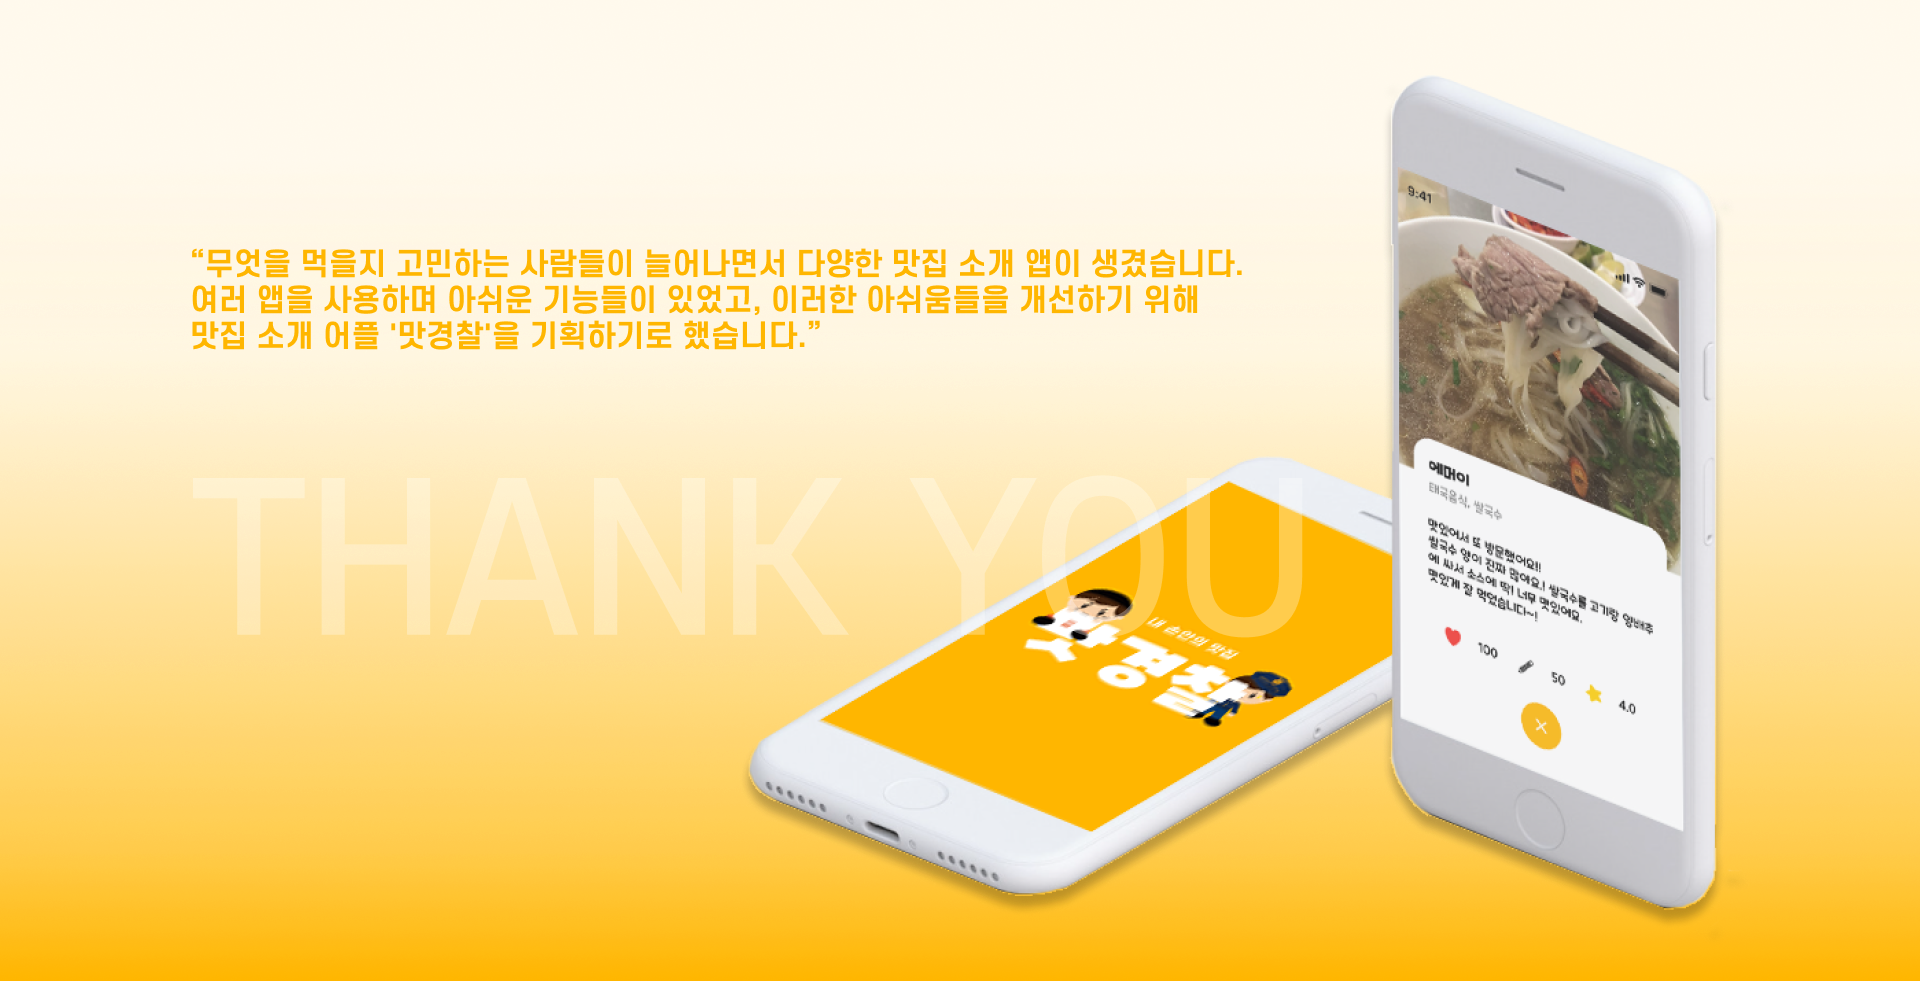 “무엇을 먹을지 고민하는 사람들이 늘어나면서 다양한 맛집 소개 앱이 생겼습니다.
여러 앱을 사용하며 아쉬운 기능들이 있었고, 이러한 아쉬움들을 개선하기 위해
맛집 소개 어플 '맛경찰'을 기획하기로 했습니다.”
THANK YOU
내 손안의 맛집
맛경찰
9:41
에머이
태국음식, 쌀국수
맛있어서 또 방문했어요!!
쌀국수 양이 진짜 많여요.! 쌀국수를 고기랑 양배추
에 싸서 소스에 딱! 너무 맛있어요.
맛있게 잘 먹었습니다~!
100
50
4.0